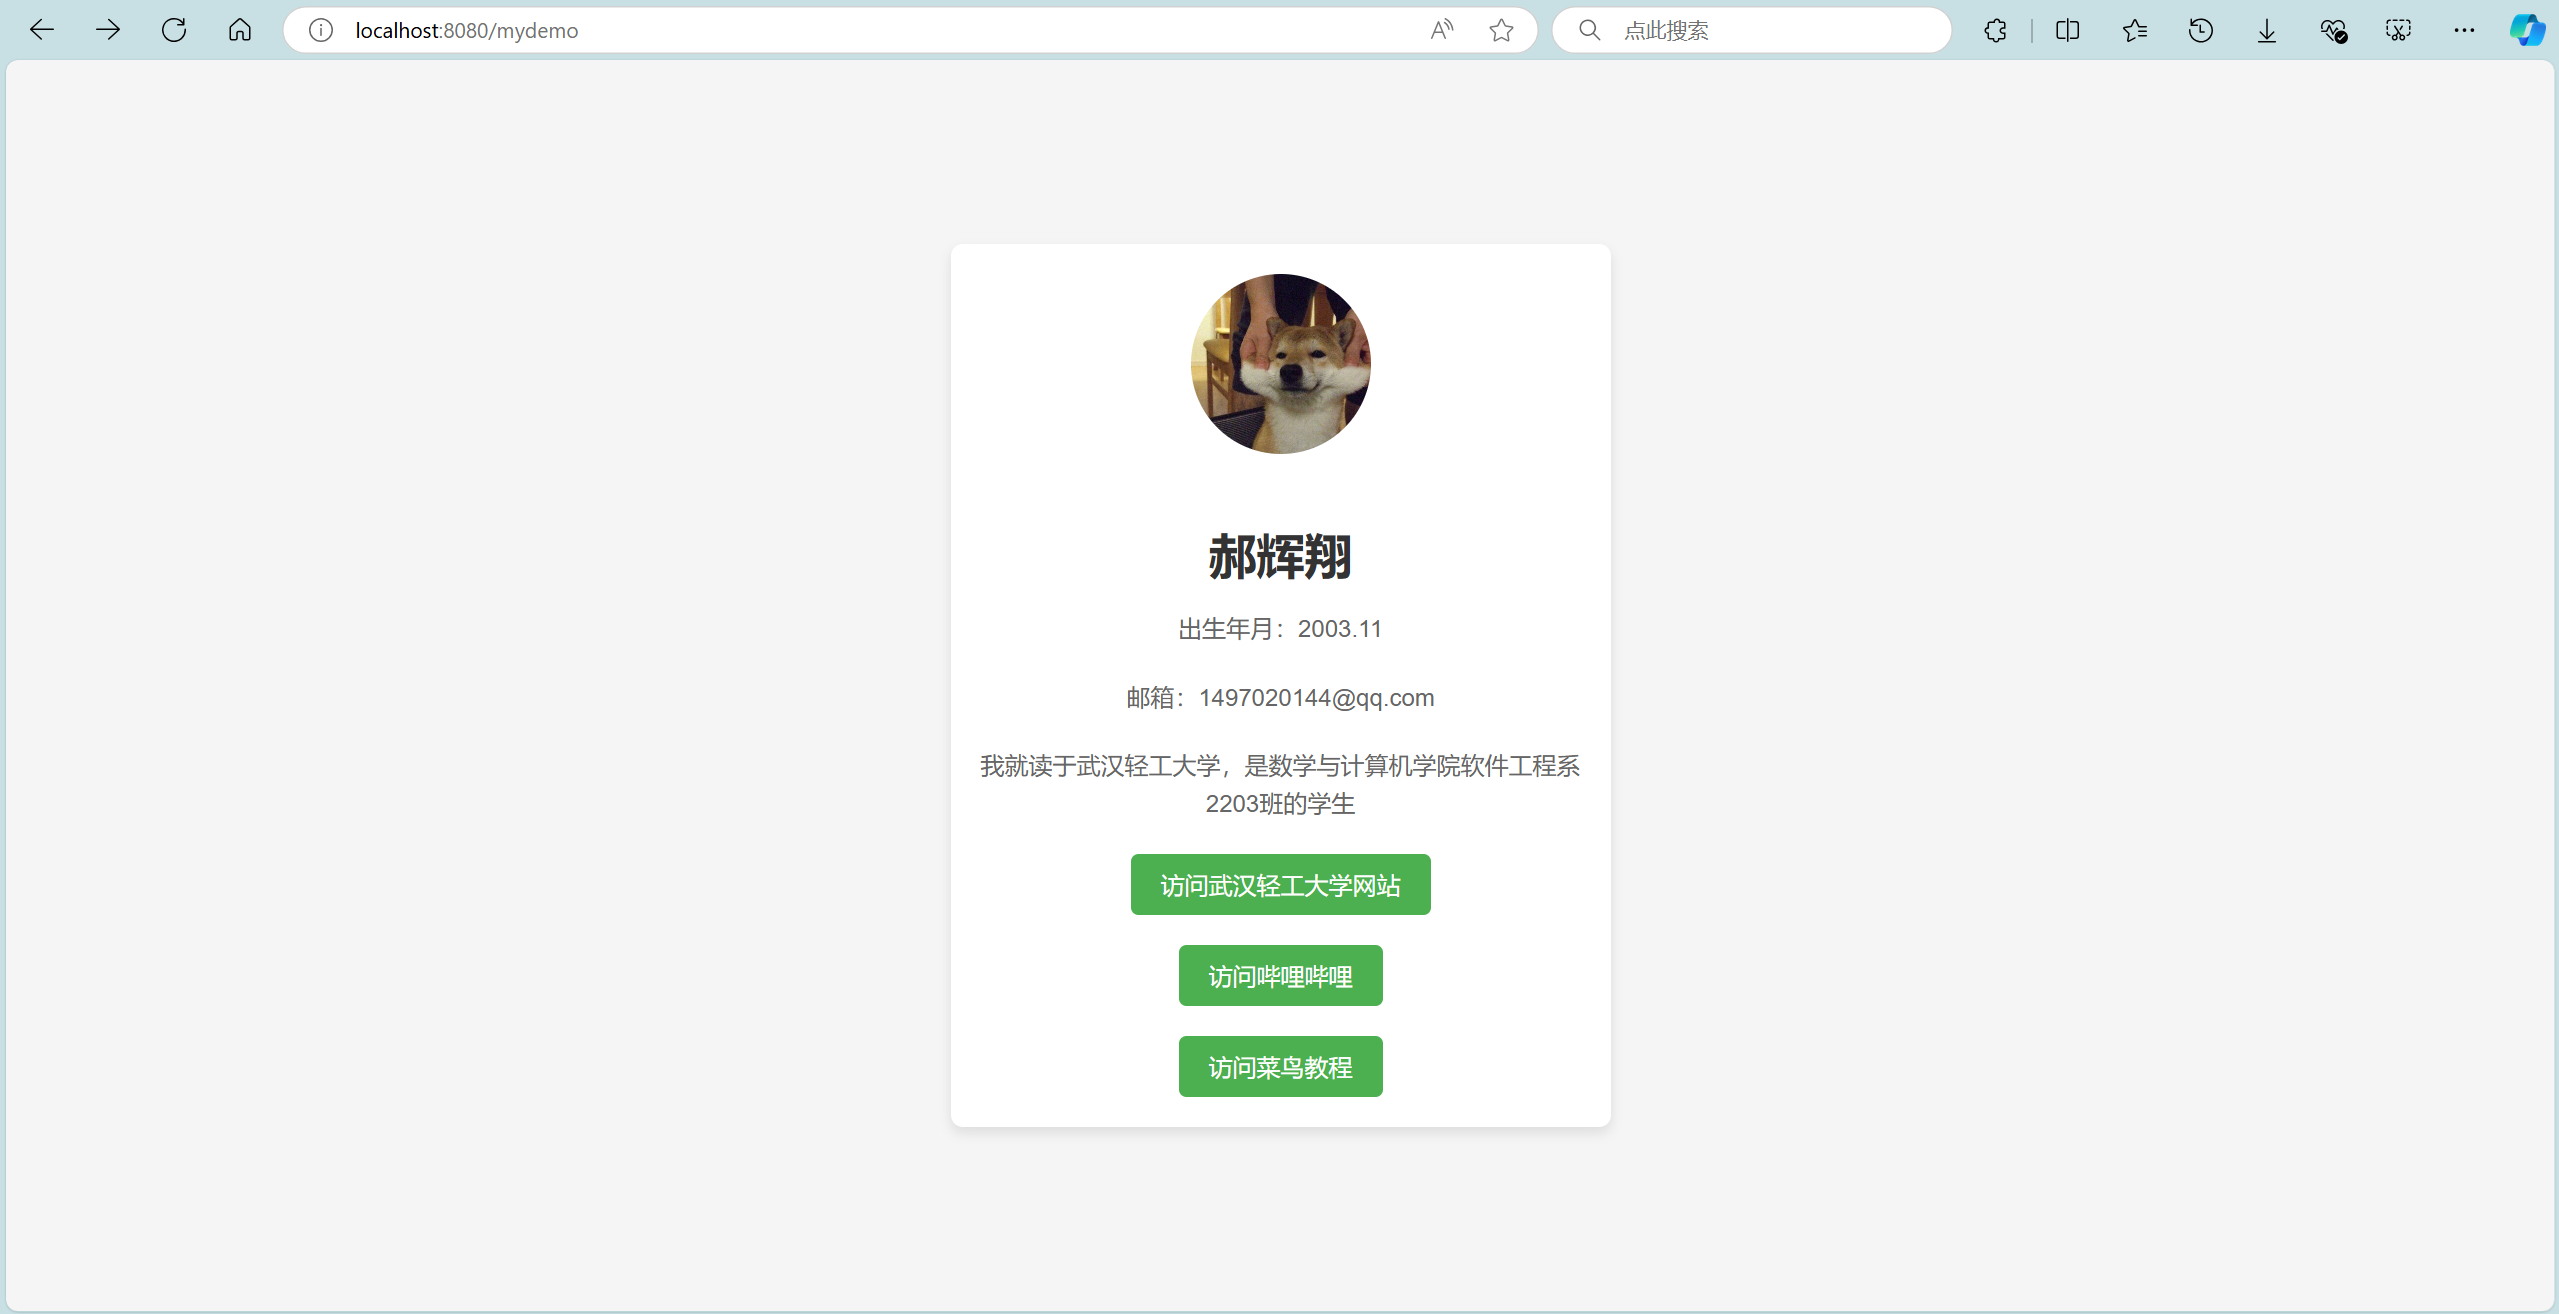 localhost:8080/mydemo
点此搜索
郝辉翔
出生年月：2003.11
邮箱：1497020144@qq.com
我就读于武汉轻工大学，是数学与计算机学院软件工程系
2203班的学生
访问武汉轻工大学网站
访问哔哩哔哩
访问菜鸟教程